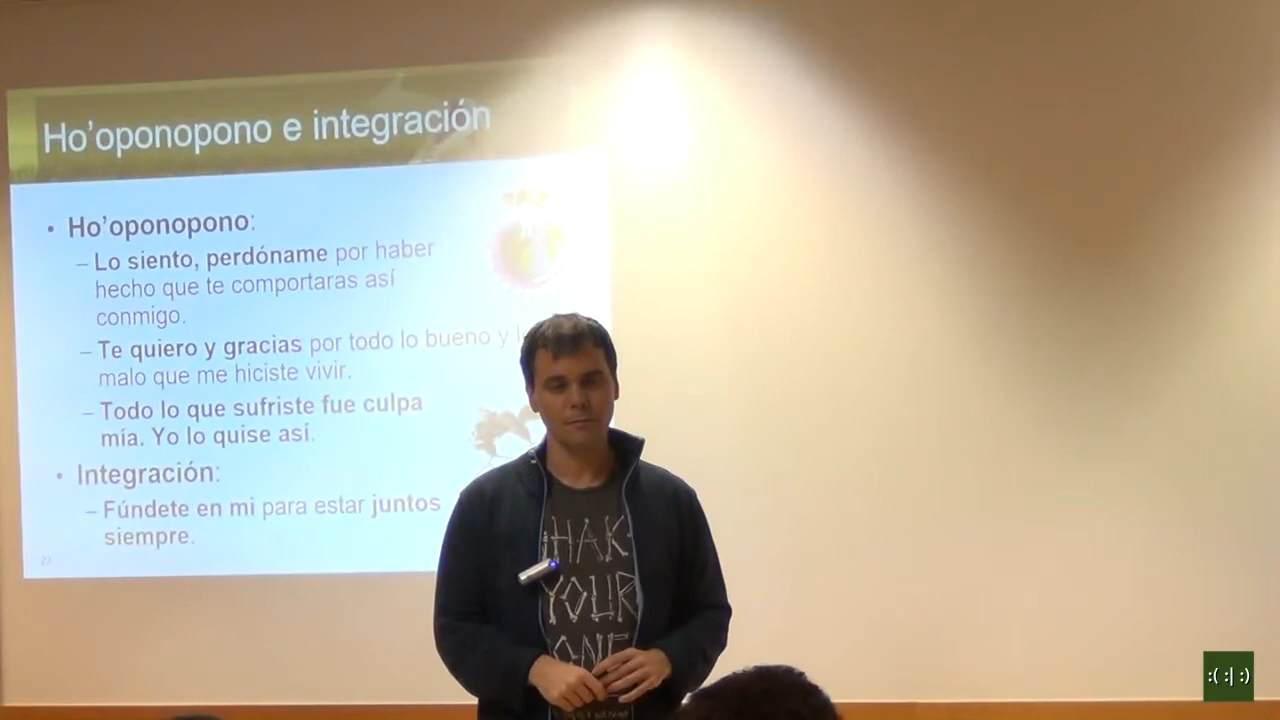 Ho'oponopono e integración
• Ho'oponopono:
– Lo siento, perdóname por haber
hecho que te comportaras así
conmigo.
– Te quiero y gracias por todo lo bueno y
malo que me hiciste vivir.
– Todo lo que sufriste fue culpa
mía. Yo lo quise así.
• Integración:
– Fúndete en mi para estar juntos
siempre.
YOUR
:( :| :)